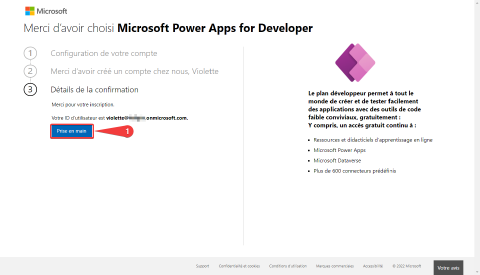 Microsoft
Merci d'avoir choisi Microsoft Power Apps for Developer
1 Configuration de votre compte
2 Merci d'avoir créé un compte chez nous, Violette
3 Détails de la confirmation
Merci pour votre inscription.
Votre ID d'utilisateur est violette@ .onmicrosoft.com.
Prise en main
1
Le plan développeur permet à tout le
monde de créer et de tester facilement
des applications avec des outils de code
faible conviviaux, gratuitement :
Y compris, un accès gratuit continu à :
• Ressources et didacticiels d'apprentissage en ligne
• Microsoft Power Apps
• Microsoft Dataverse
• Plus de 600 connecteurs prédéfinis
Support Confidentialité et cookies Conditions d'utilisation Marques commerciales Accessibilité © 2022 Microsoft
Votre avis